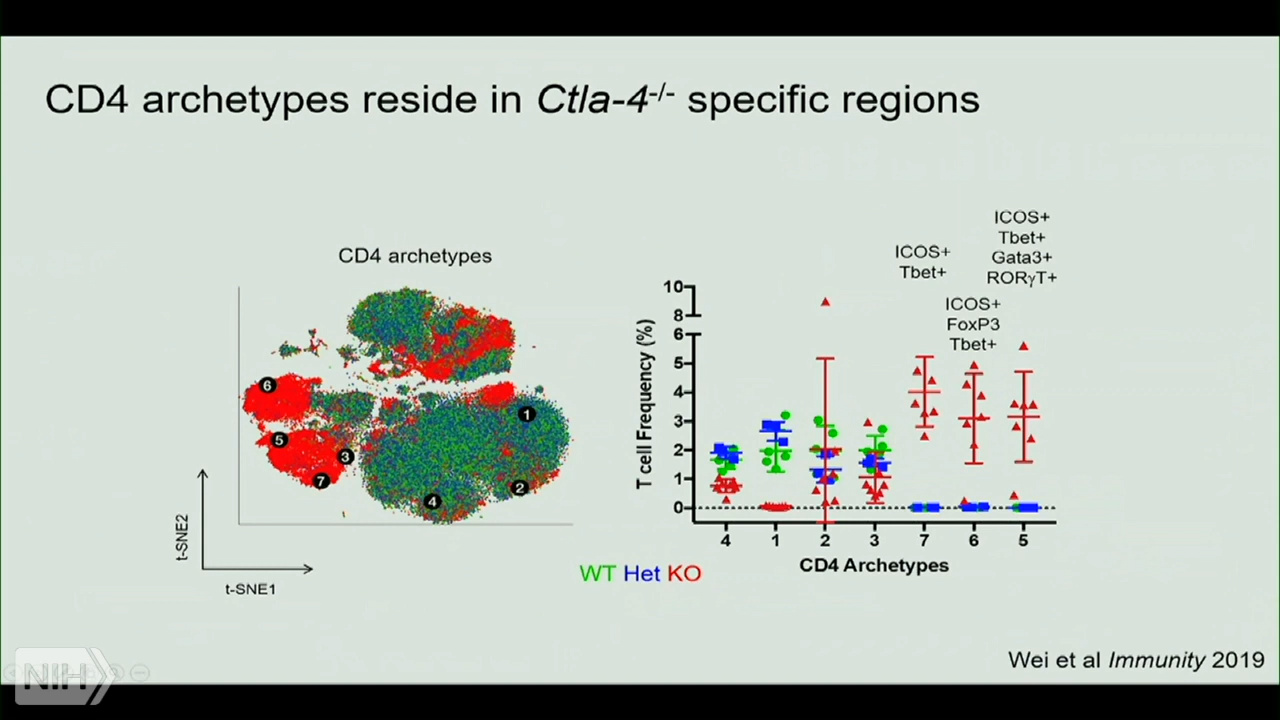 CD4 archetypes reside in Ctla-4-/- specific regions
CD4 archetypes
6
5
3
7
1
2
4
t-SNE2
t-SNE1
WT Het KO
T cell Frequency (%)
10
8
6
5
4
3
2
1
0
ICOS+
Tbet+
ICOS+
FoxP3
Tbet+
ICOS+
Tbet+
Gata3+
RORγT+
4 1 2 3 7 6 5
CD4 Archetypes
Wei et al Immunity 2019
NIH